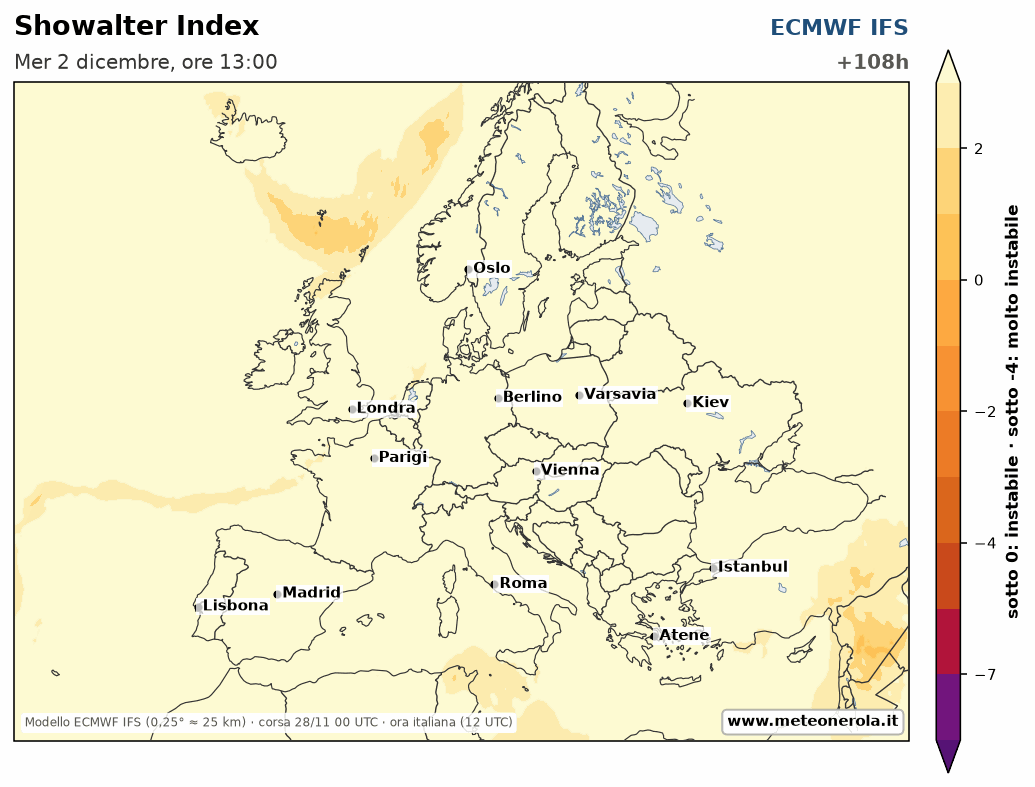 Showalter Index
ECMWF IFS
Mer 2 dicembre, ore 13:00
+108h
Oslo
Berlino
Varsavia
Kiev
Londra
Parigi
Vienna
Istanbul
Roma
Madrid
Lisbona
Atene
2
0
−2
−4
−7
sotto 0: instabile · sotto -4: molto instabile
Modello ECMWF IFS (0,25° ≈ 25 km) · corsa 28/11 00 UTC · ora italiana (12 UTC)
www.meteonerola.it